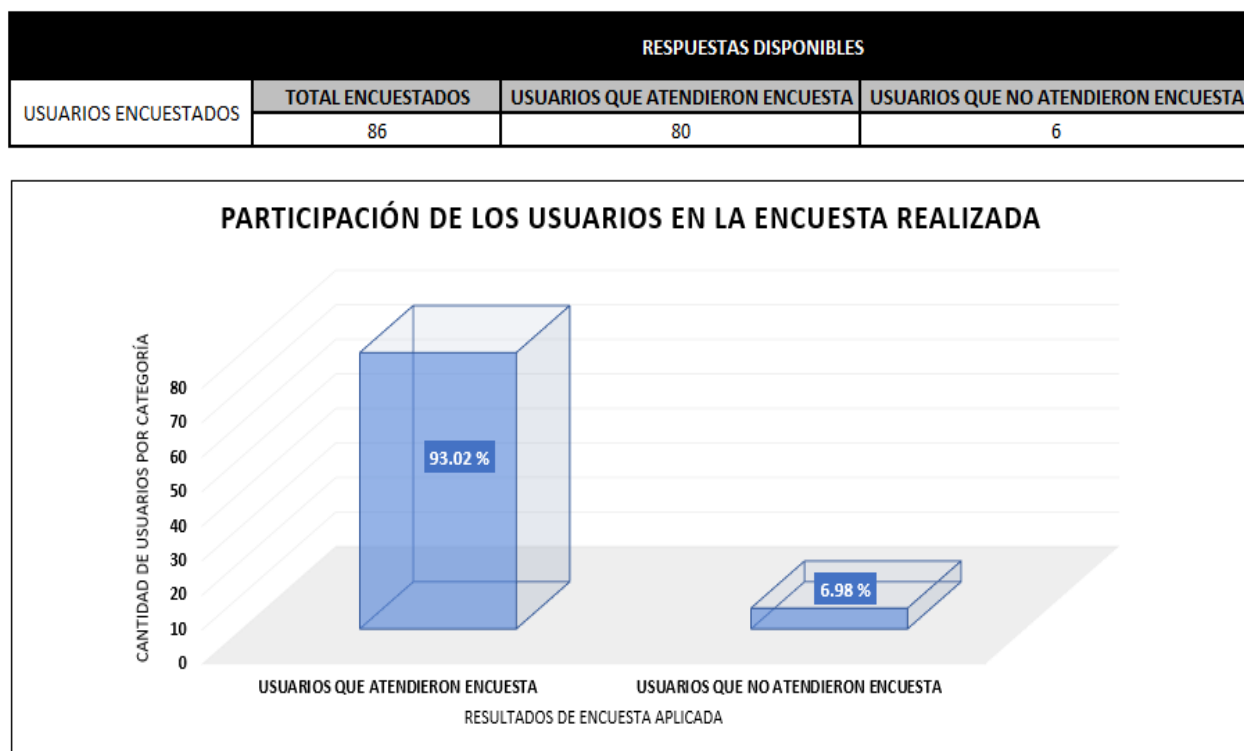 RESPUESTAS DISPONIBLES
USUARIOS ENCUESTADOS
TOTAL ENCUESTADOS USUARIOS QUE ATENDIERON ENCUESTA USUARIOS QUE NO ATENDIERON ENCUESTA
86 80 6
PARTICIPACIÓN DE LOS USUARIOS EN LA ENCUESTA REALIZADA
CANTIDAD DE USUARIOS POR CATEGORÍA
80
70
60
50
40
30
20
10
0
93.02 %
6.98 %
USUARIOS QUE ATENDIERON ENCUESTA USUARIOS QUE NO ATENDIERON ENCUESTA
RESULTADOS DE ENCUESTA APLICADA